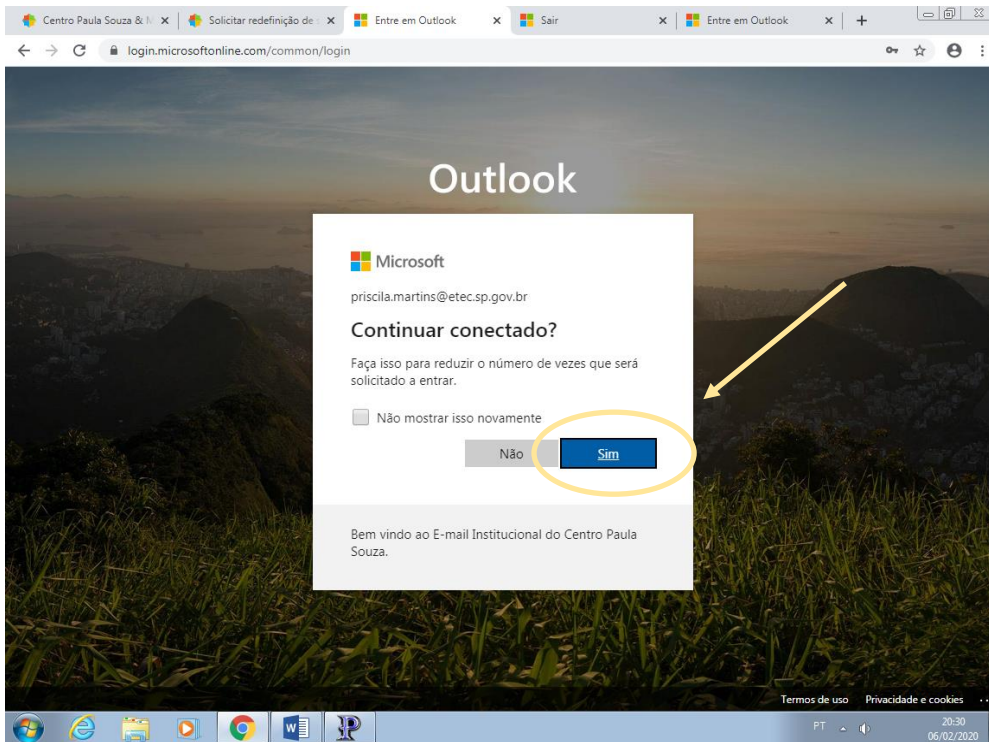 Centro Paula Souza &
Solicitar redefinição de
Entre em Outlook
Sair
Entre em Outlook
login.microsoftonline.com/common/login
Outlook
Microsoft
priscila.martins@etec.sp.gov.br
Continuar conectado?
Faça isso para reduzir o número de vezes que será
solicitado a entrar.
Não mostrar isso novamente
Não
Sim
Bem vindo ao E-mail Institucional do Centro Paula
Souza.
Termos de uso Privacidade e cookies
PT
20:30
06/02/2020